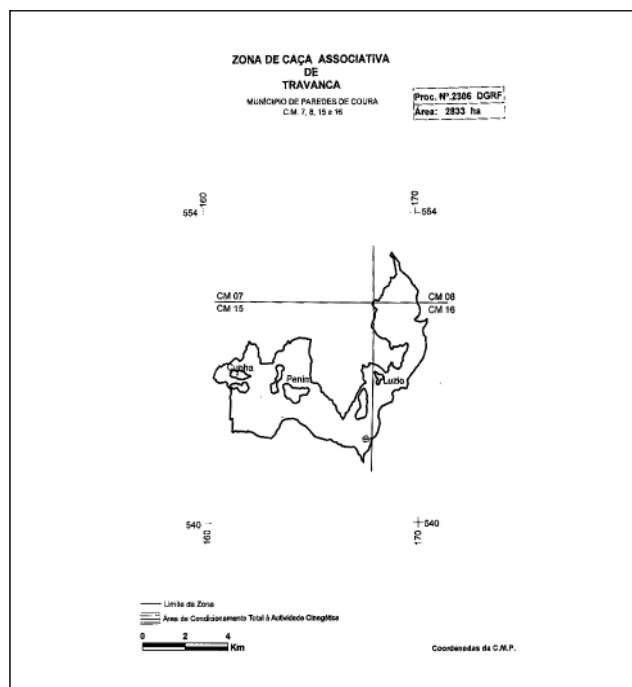 ZONA DE CAÇA ASSOCIATIVA
DE
TRAVANCA
MUNICÍPIO DE PAREDES DE COURA
C.M. 7, 8, 15 e 16
Proc. Nº.2306 DGRF
Área: 2833 ha
160
170
554
554
CM 07
CM 08
CM 15
CM 16
Cunha
Penim
Luzio
540
540
160
170
Limite da Zona
Área de Condicionamento Total à Actividade Cinegética
0 2 4
Km
Coordenadas da C.M.P.